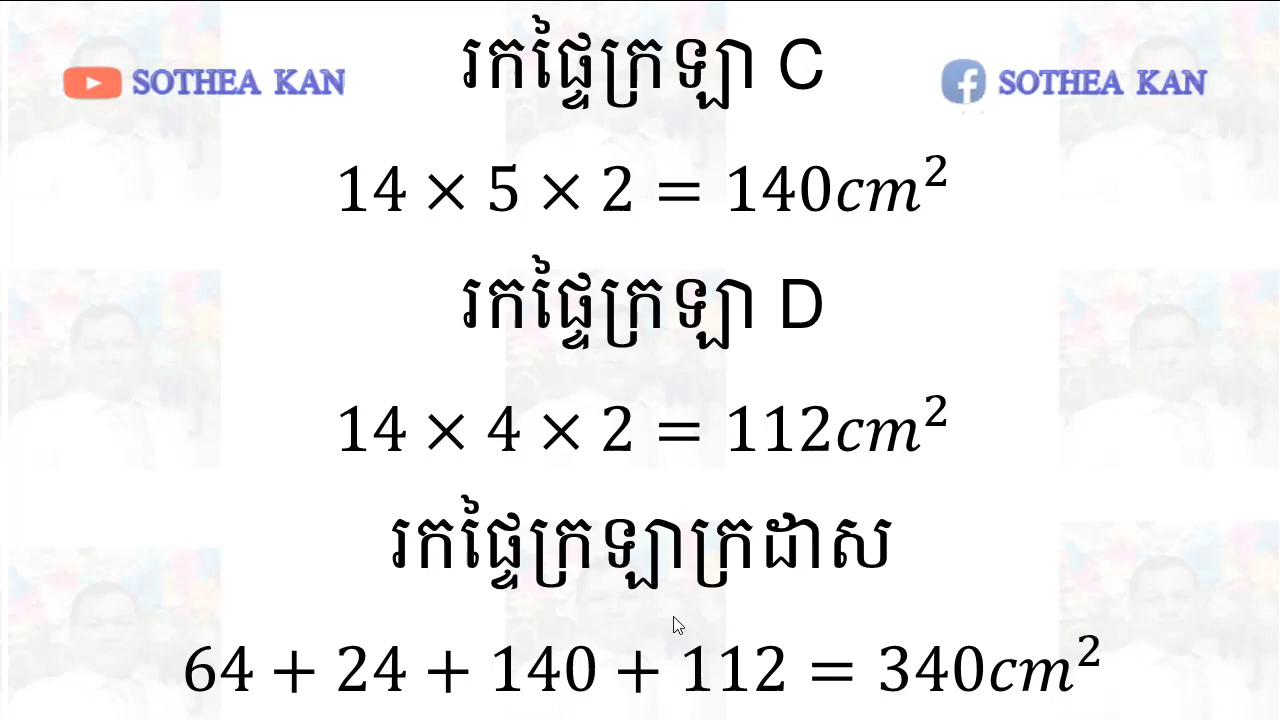 រកផ្ទៃក្រឡា C
SOTHEA KAN
SOTHEA KAN
14 × 5 × 2 = 140cm²
រកផ្ទៃក្រឡា D
14 × 4 × 2 = 112cm²
រកផ្ទៃក្រឡាក្រដាស
64 + 24 + 140 + 112 = 340cm²